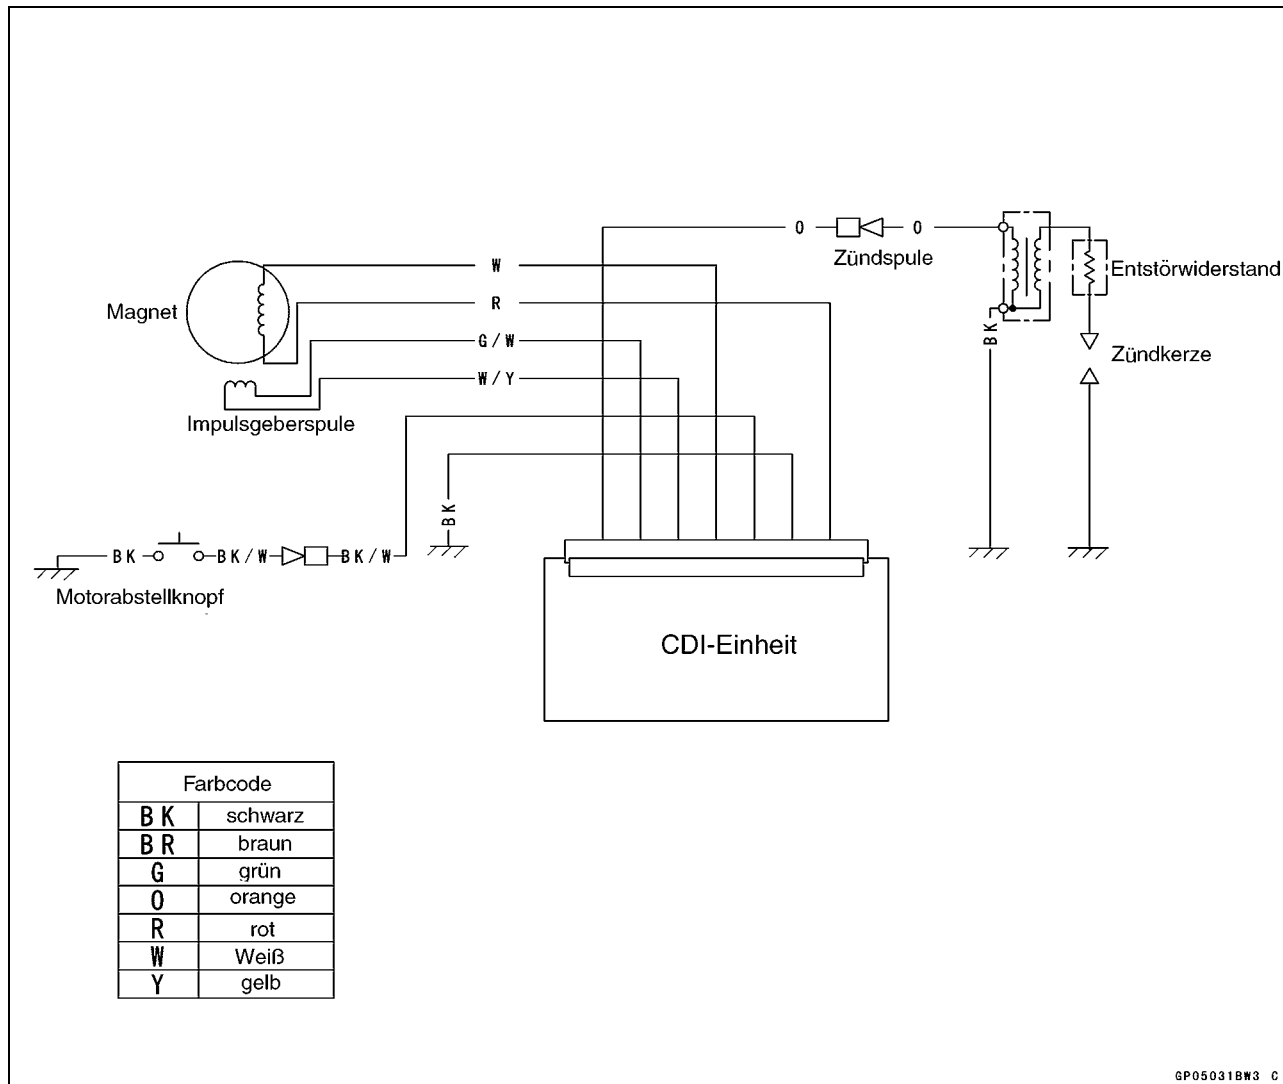 O O
Zündspule
W
Entstörwiderstand
Magnet
R
BK
G/W
Zündkerze
W/Y
Impulsgeberspule
BK
BK BK/W BK/W
Motorabstellknopf
CDI-Einheit
Farbcode
BK schwarz
BR braun
G grün
O orange
R rot
W Weiß
Y gelb
GP05031BW3 C